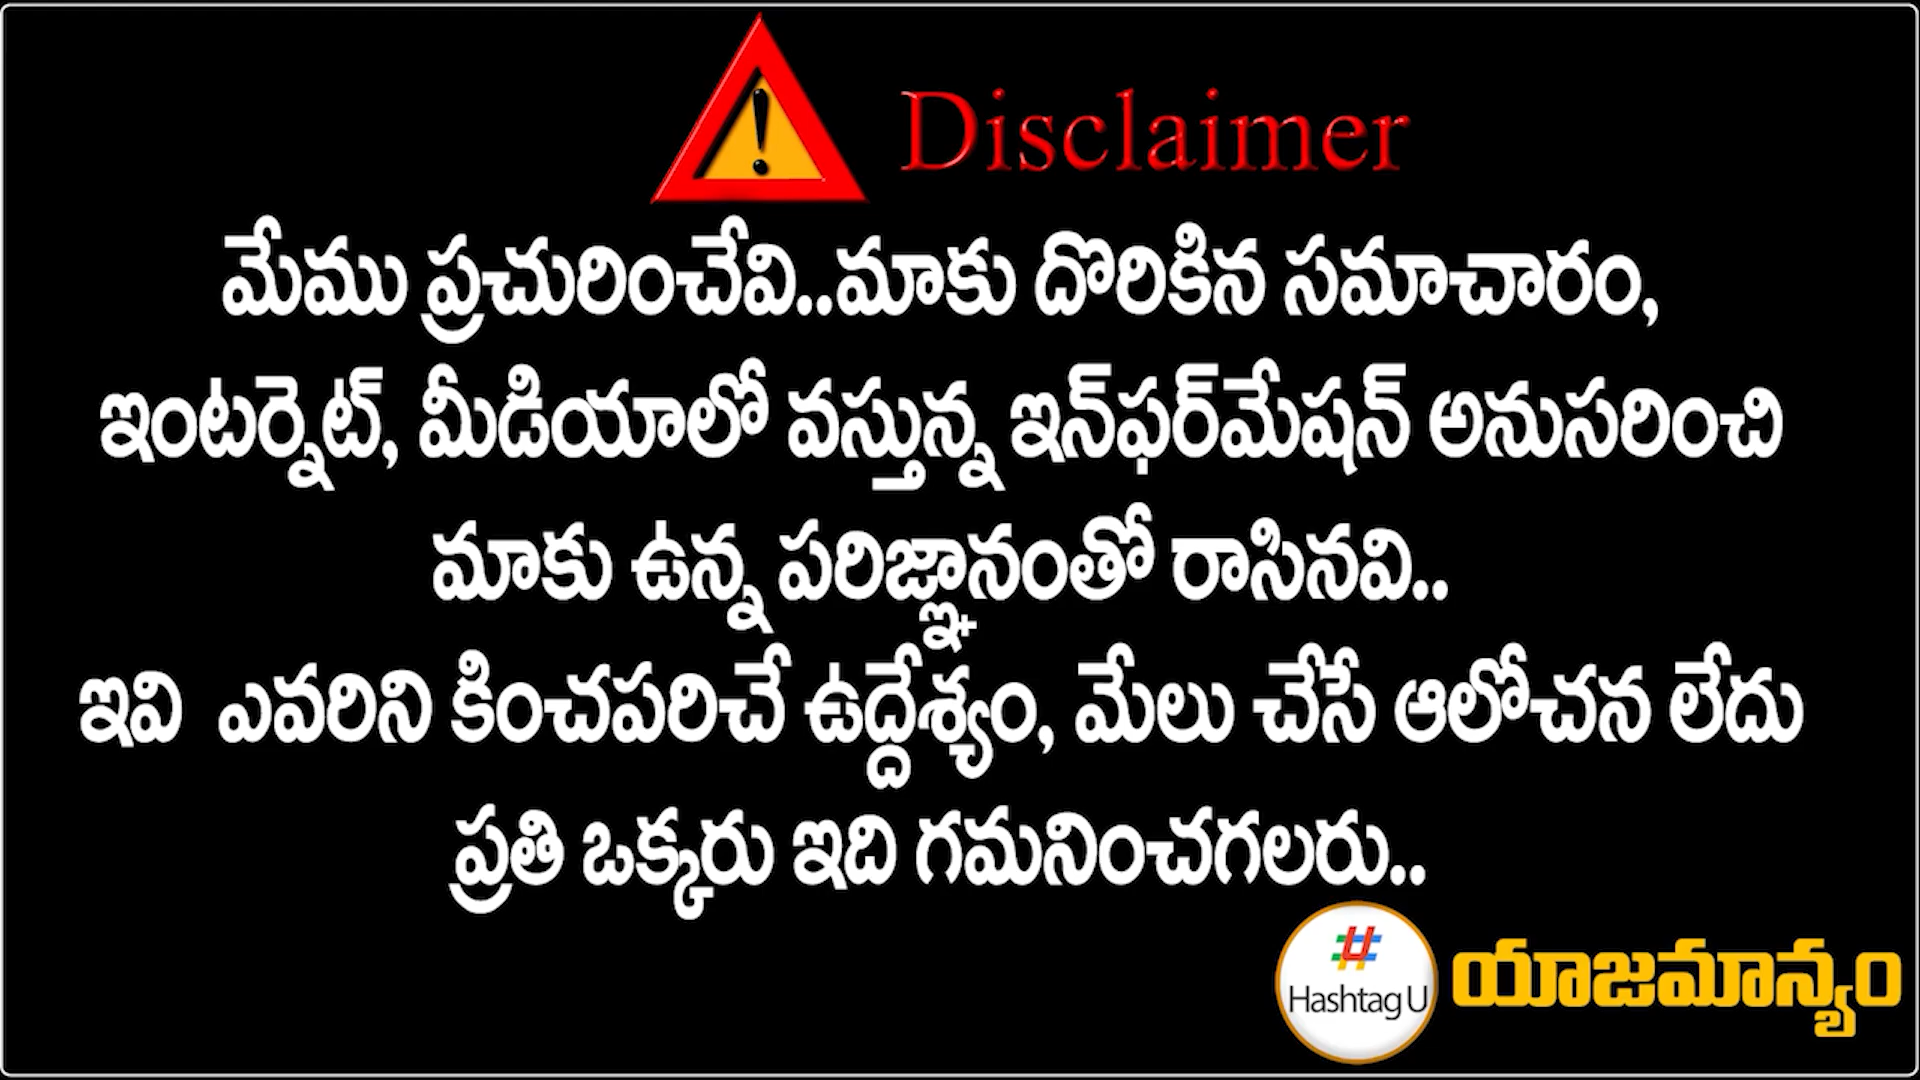 Disclaimer
మేము ప్రచురించేవి..మాకు దొరికిన సమాచారం,
ఇంటర్నెట్, మీడియాలో వస్తున్న ఇన్‌ఫర్‌మేషన్ అనుసరించి
మాకు ఉన్న పరిజ్ఞానంతో రాసినవి..
ఇవి ఎవరిని కించపరిచే ఉద్దేశ్యం, మేలు చేసే ఆలోచన లేదు
ప్రతి ఒక్కరు ఇది గమనించగలరు..
Hashtag U యాజమాన్యం